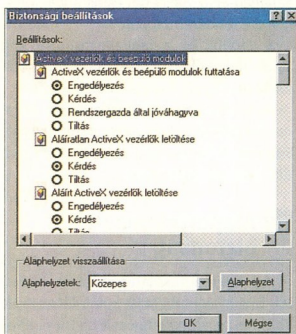 Biztonsági beállítások
Beállítások:
ActiveX vezérlők és beépülő modulok
ActiveX vezérlők és beépülő modulok futtatása
Engedélyezés
Kérdés
Rendszergazda által jóváhagyva
Tiltás
Aláíratlan ActiveX vezérlők letöltése
Engedélyezés
Kérdés
Tiltás
Aláírt ActiveX vezérlők letöltése
Engedélyezés
Kérdés
Tiltás
Alaphelyzet visszaállítása
Alaphelyzetek: Közepes Alaphelyzet
OK Mégse